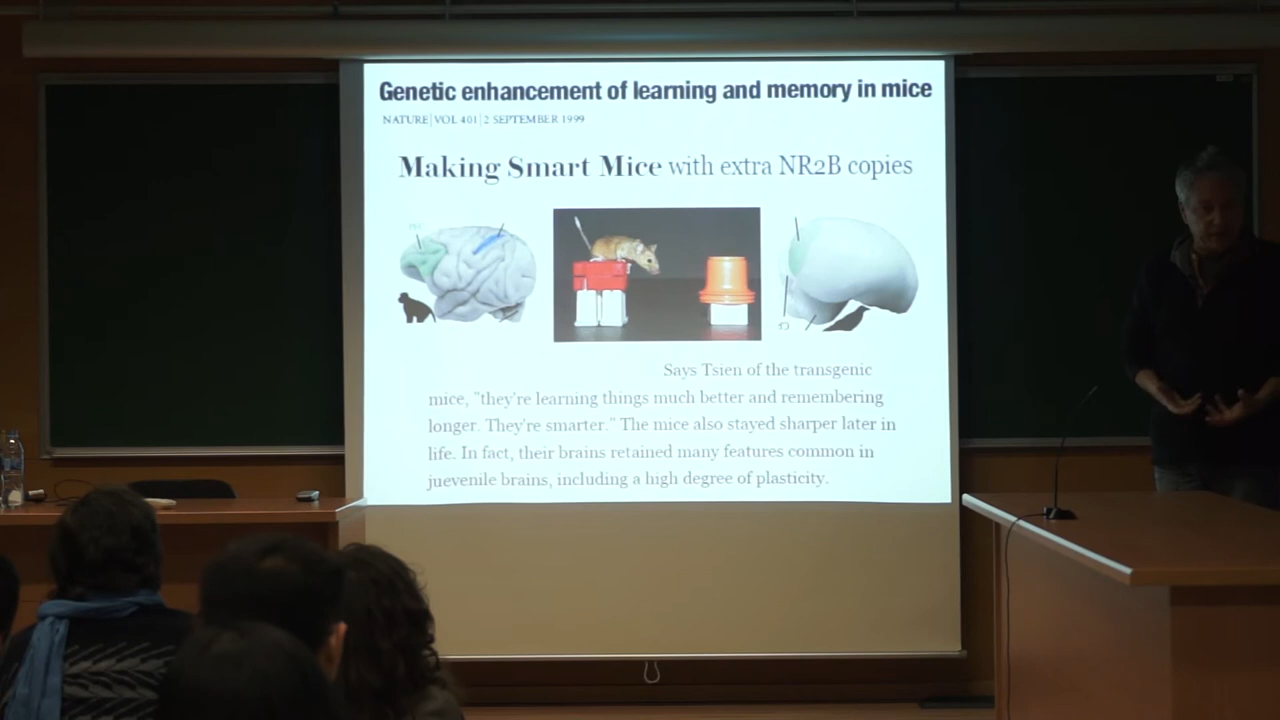 Genetic enhancement of learning and memory in mice
NATURE|VOL 401|2 SEPTEMBER 1999
Making Smart Mice with extra NR2B copies
PFC
Says Tsien of the transgenic
mice, "they're learning things much better and remembering
longer. They're smarter." The mice also stayed sharper later in
life. In fact, their brains retained many features common in
juevenile brains, including a high degree of plasticity.